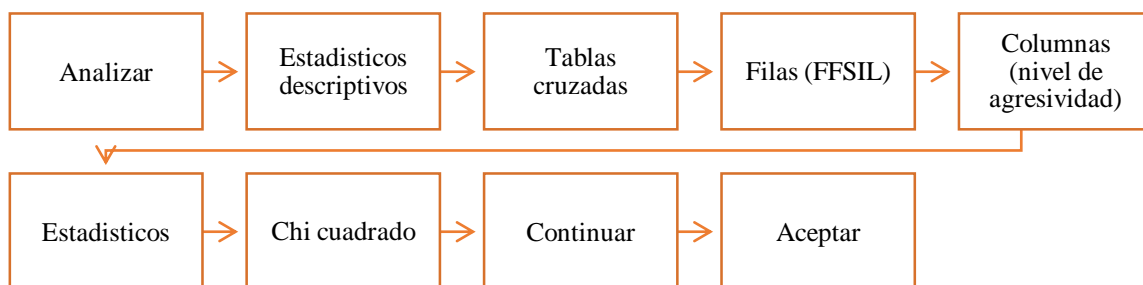 Analizar
Estadisticos
descriptivos
Tablas
cruzadas
Filas (FFSIL)
Columnas
(nivel de
agresividad)
Estadisticos
Chi cuadrado
Continuar
Aceptar